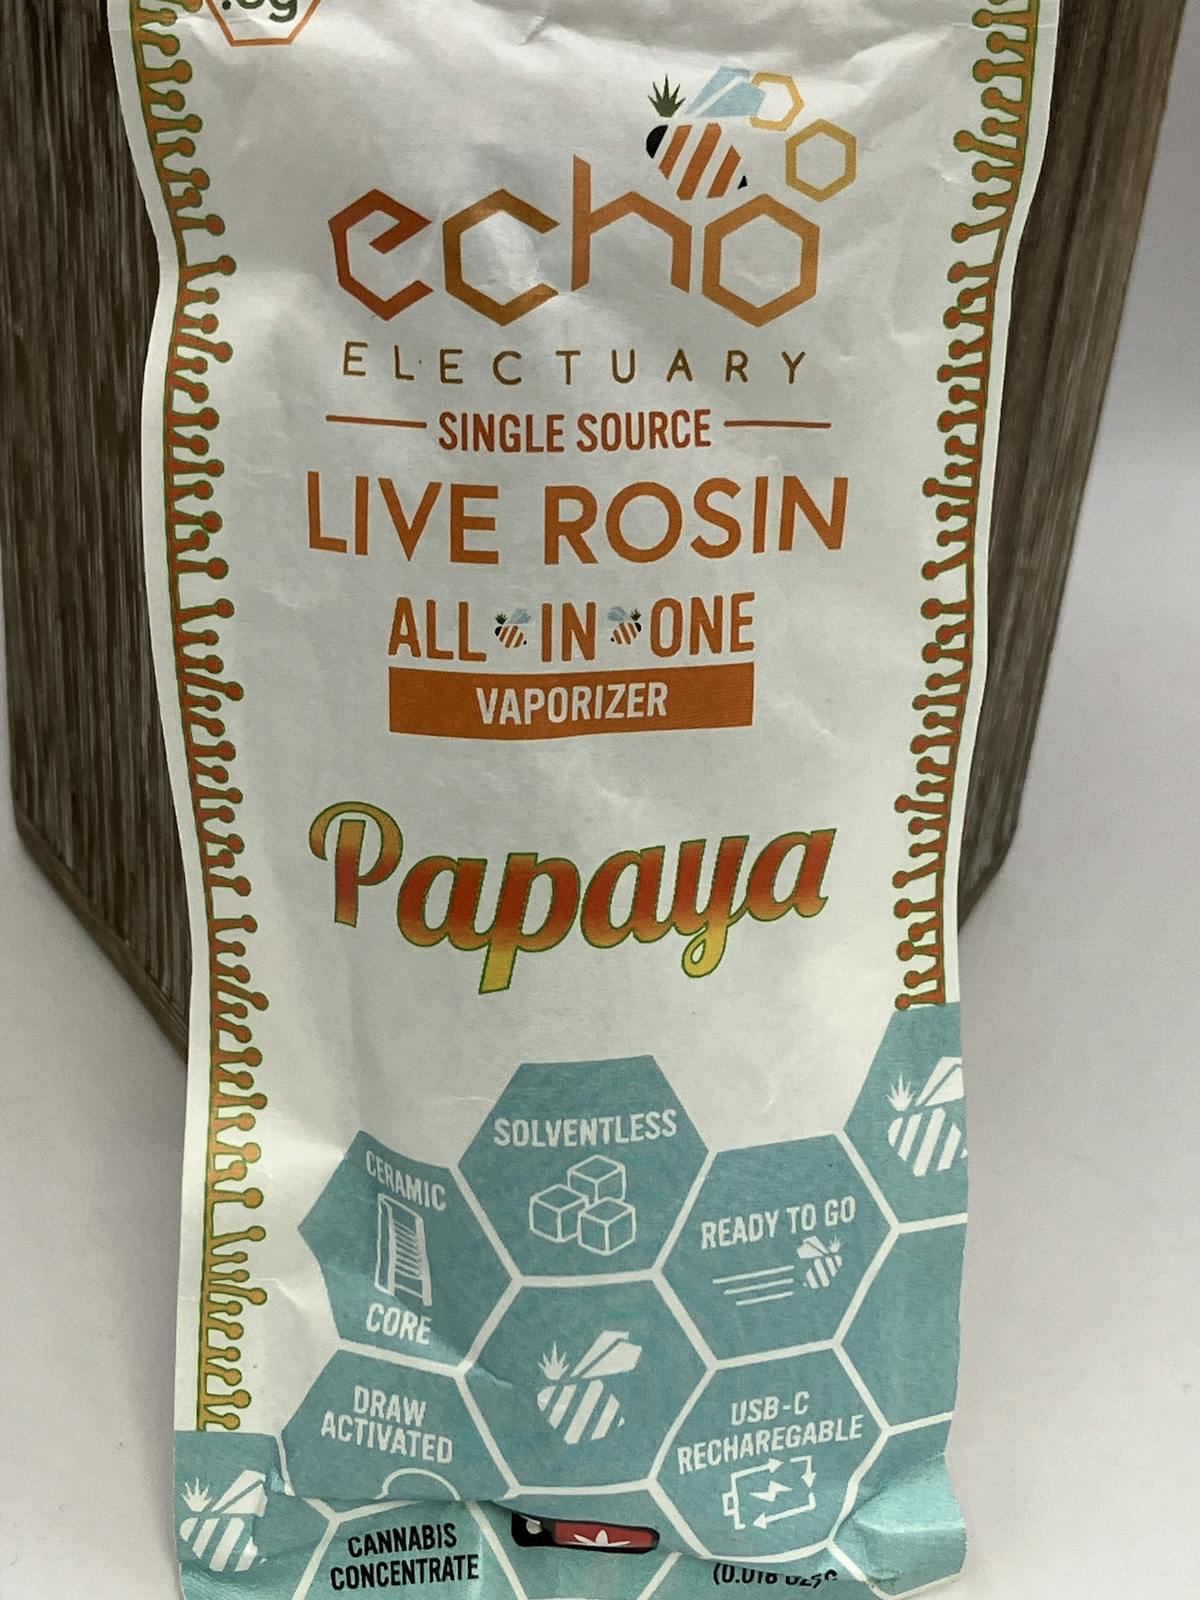 echo
ELECTUARY
SINGLE SOURCE
LIVE ROSIN
ALL IN ONE
VAPORIZER
Papaya
SOLVENTLESS
CERAMIC
CORE
READY TO GO
DRAW
ACTIVATED
USB-C
RECHAREGABLE
CANNABIS
CONCENTRATE